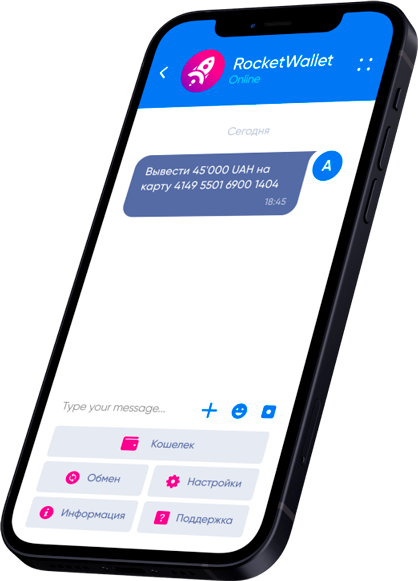 RocketWallet
Online
Сегодня
Вывести 45'000 UAH на
карту 4149 5501 6900 1404
18:45
A
Type your message...
Кошелек
Обмен
Настройки
Информация
Поддержка